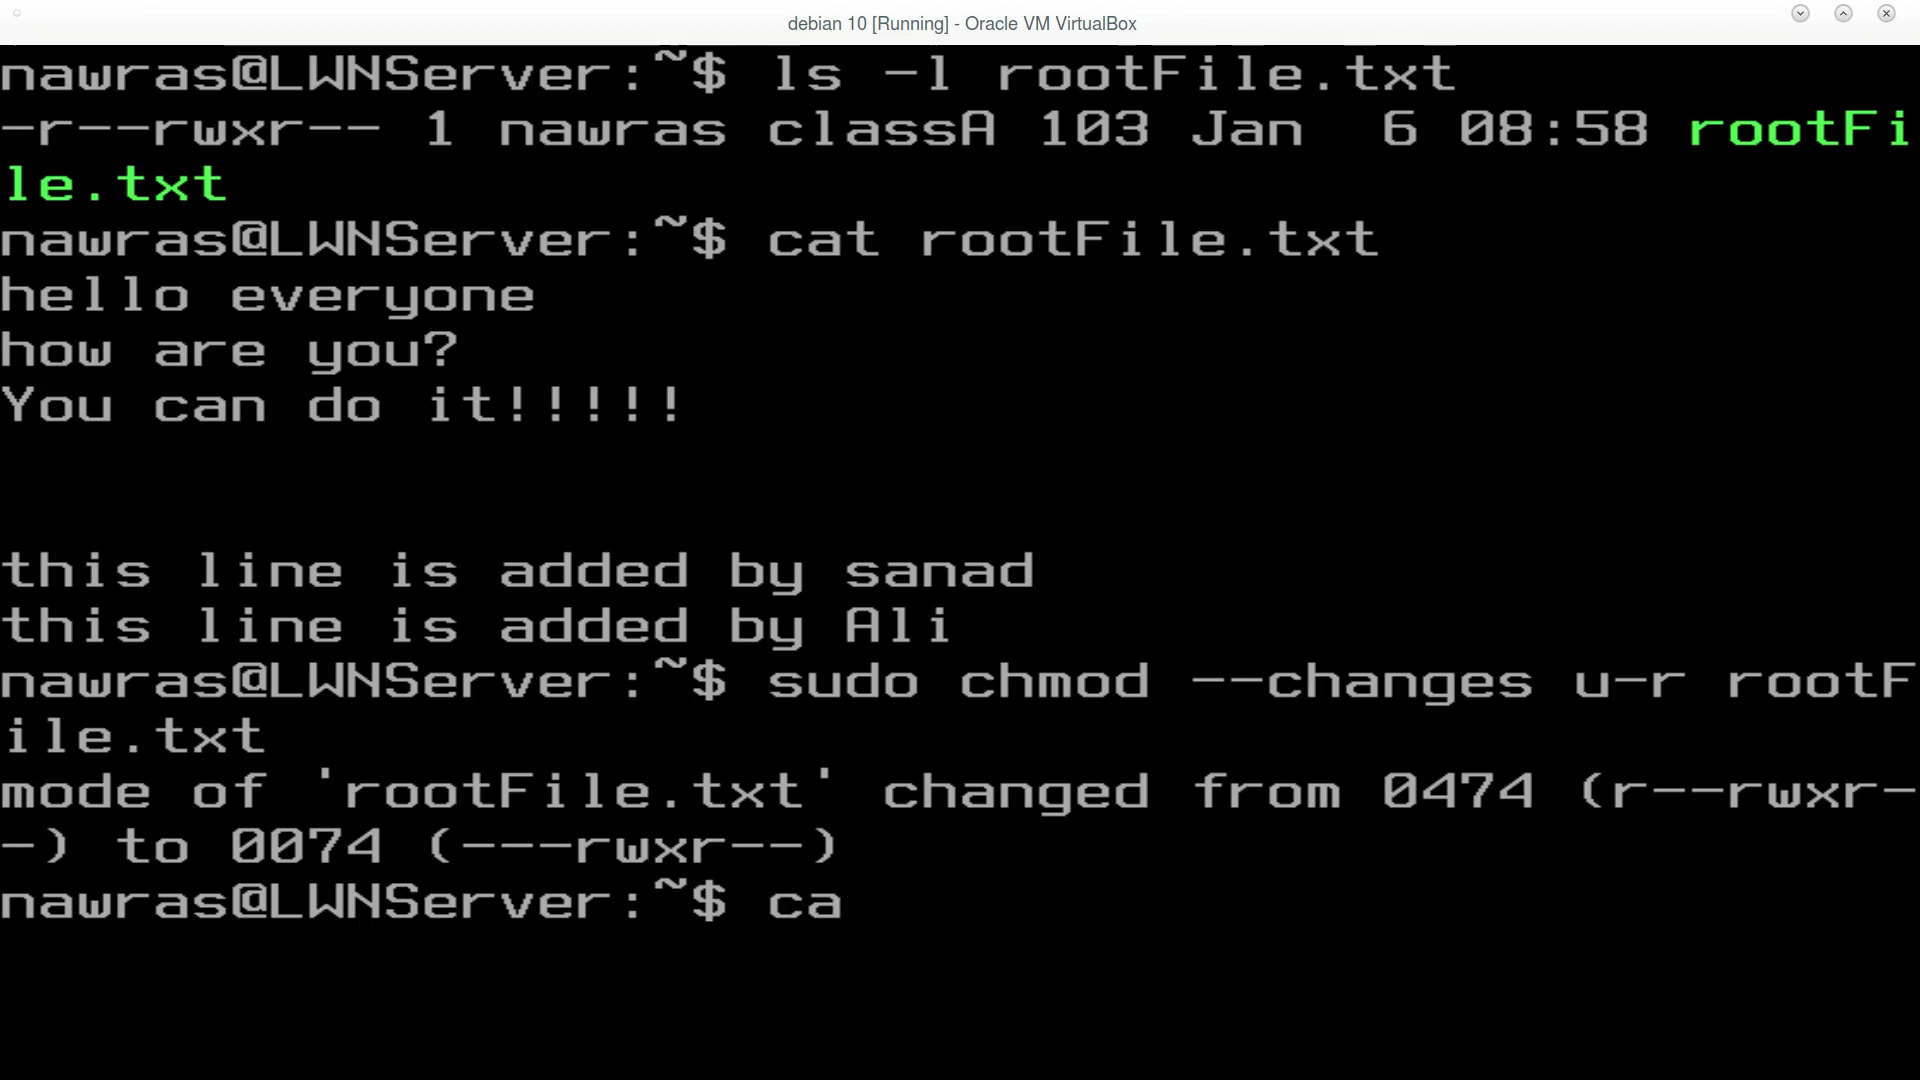 debian 10 [Running] - Oracle VM VirtualBox
nawras@LWNServer:~$ ls -l rootFile.txt
-r--rwxr-- 1 nawras classA 103 Jan  6 08:58 rootFi
le.txt
nawras@LWNServer:~$ cat rootFile.txt
hello everyone
how are you?
You can do it!!!!!
this line is added by sanad
this line is added by Ali
nawras@LWNServer:~$ sudo chmod --changes u-r rootF
ile.txt
mode of 'rootFile.txt' changed from 0474 (r--rwxr-
-) to 0074 (---rwxr--)
nawras@LWNServer:~$ ca